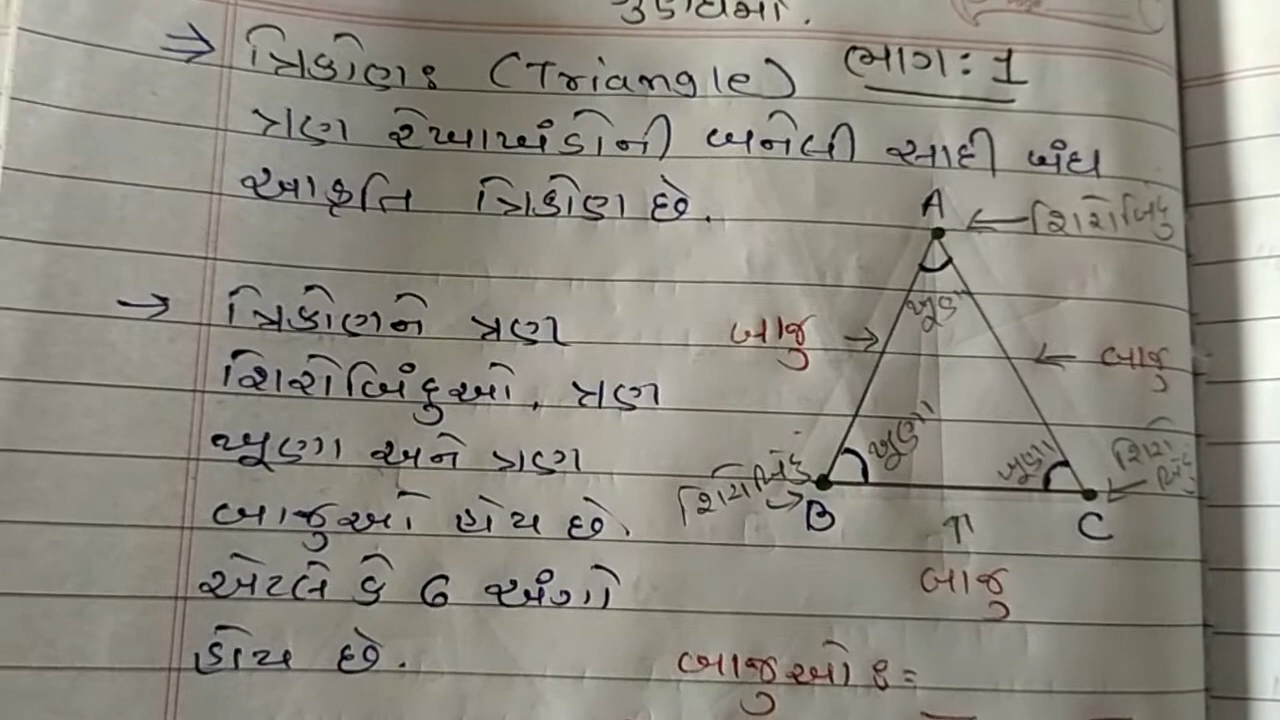 ત્રિકોણઃ (Triangle) ભાગ: 1
ત્રણ રેખાખંડોની બનેલી સાદી બંધ
આકૃતિ ત્રિકોણ છે.
A
← શિરોબિંદુ
→ ત્રિકોણને ત્રણ
ખૂણો
બાજુ →
← બાજુ
શિરોબિંદુઓ, ત્રણ
ખૂણા અને ત્રણ
ખૂણો
ખૂણો
શિરોબિંદુ
શિરોબિંદુ
બાજુઓ હોય છે.
B
C
બાજુ
એટલે કે 6 અંગો
હોય છે.
બાજુઓ ઃ=